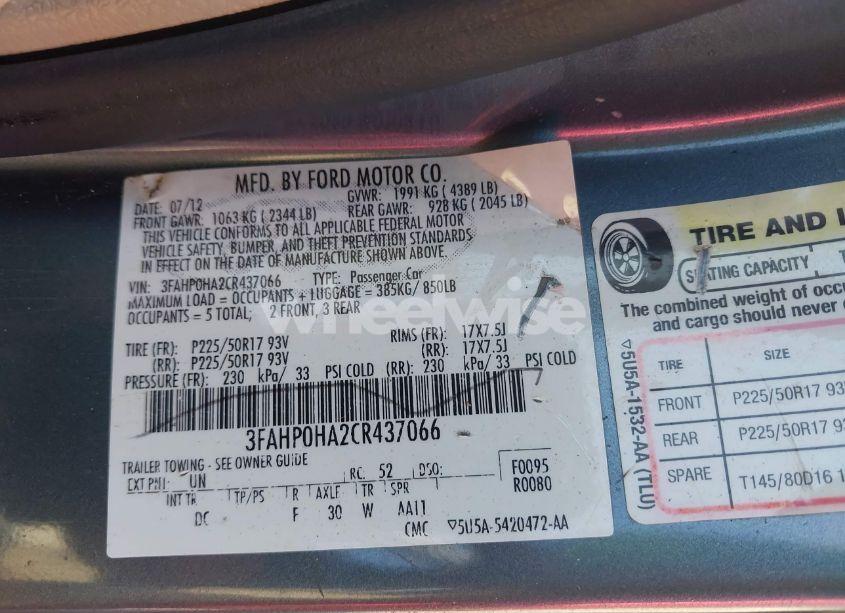 MFD. BY FORD MOTOR CO.
DATE: 07/12 GVWR: 1991 KG ( 4389 LB)
FRONT GAWR: 1063 KG ( 2344 LB) REAR GAWR: 928 KG ( 2045 LB)
THIS VEHICLE CONFORMS TO ALL APPLICABLE FEDERAL MOTOR
VEHICLE SAFETY, BUMPER, AND THEFT PREVENTION STANDARDS
IN EFFECT ON THE DATE OF MANUFACTURE SHOWN ABOVE.
VIN: 3FAHP0HA2CR437066 TYPE: Passenger Car
MAXIMUM LOAD = OCCUPANTS + LUGGAGE = 385KG/ 850LB
OCCUPANTS = 5 TOTAL; 2 FRONT, 3 REAR
wheelwise
TIRE (FR): P225/50R17 93V RIMS (FR): 17X7.5J
(RR): P225/50R17 93V (RR): 17X7.5J
PRESSURE (FR): 230 kPa/ 33 PSI COLD (RR): 230 kPa/ 33 PSI COLD
3FAHP0HA2CR437066
TRAILER TOWING - SEE OWNER GUIDE
EXT PNT: UN RC: 52 DSO: F0095
R0080
INT TR TP/PS R AXLE TR SPR
DC F 30 W AA11
CMC ▽5U5A-5420472-AA
TIRE AND
SEATING CAPACITY
The combined weight of
and cargo should never
▽5U5A-1532-AA (TLU)
TIRE SIZE
FRONT P225/50R17
REAR P225/50R17
SPARE T145/80D16